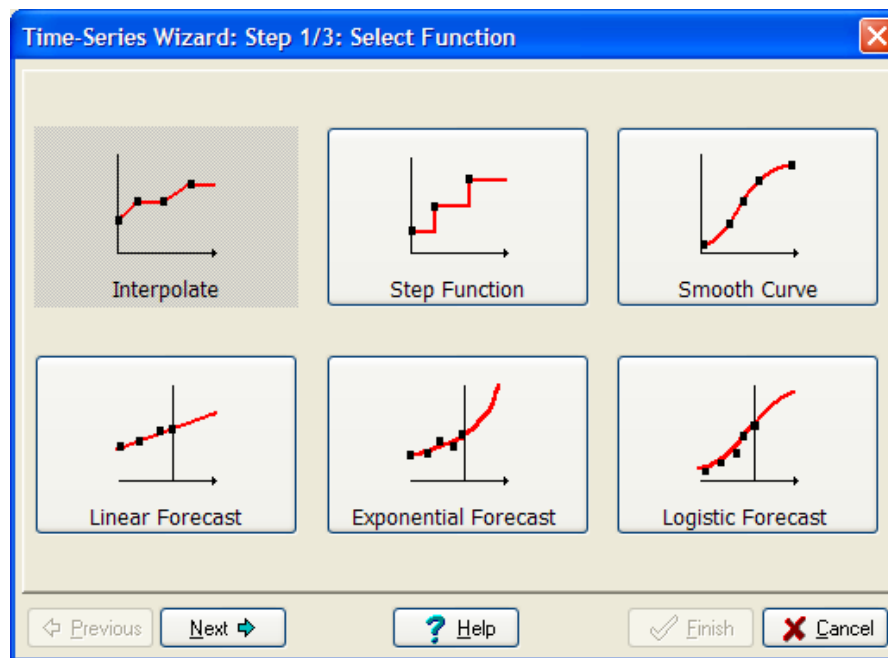 Time-Series Wizard: Step 1/3: Select Function
Interpolate
Step Function
Smooth Curve
Linear Forecast
Exponential Forecast
Logistic Forecast
Previous
Next
? Help
Finish
Cancel